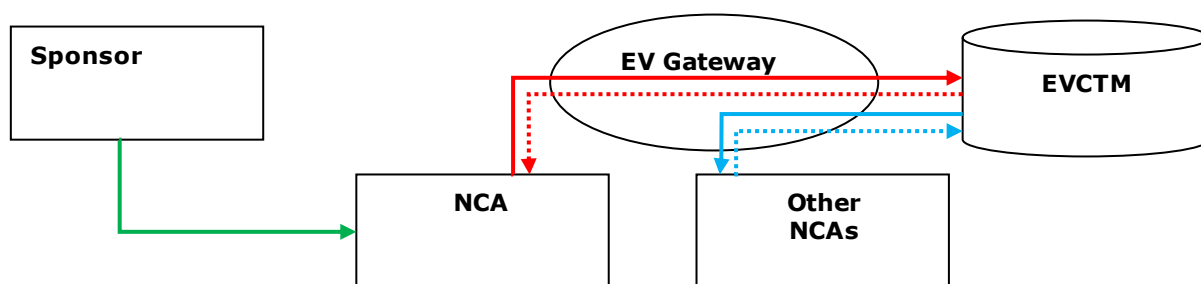 Sponsor
EV Gateway
EVCTM
NCA
Other
NCAs